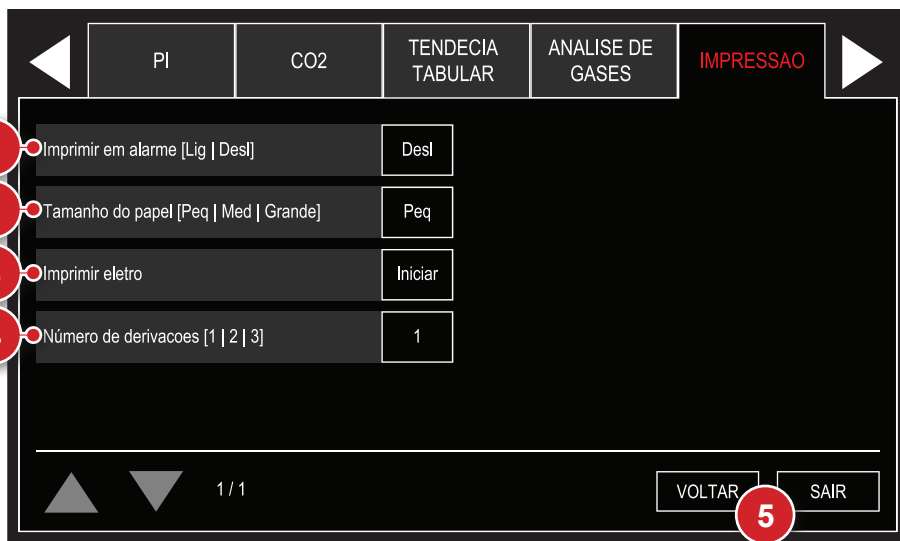 PI
CO2
TENDECIA
TABULAR
ANALISE DE
GASES
IMPRESSAO
Imprimir em alarme [Lig | Desl]
Desl
Tamanho do papel [Peq | Med | Grande]
Peq
Imprimir eletro
Iniciar
Número de derivacoes [1 | 2 | 3]
1
1 / 1
VOLTAR
SAIR
5